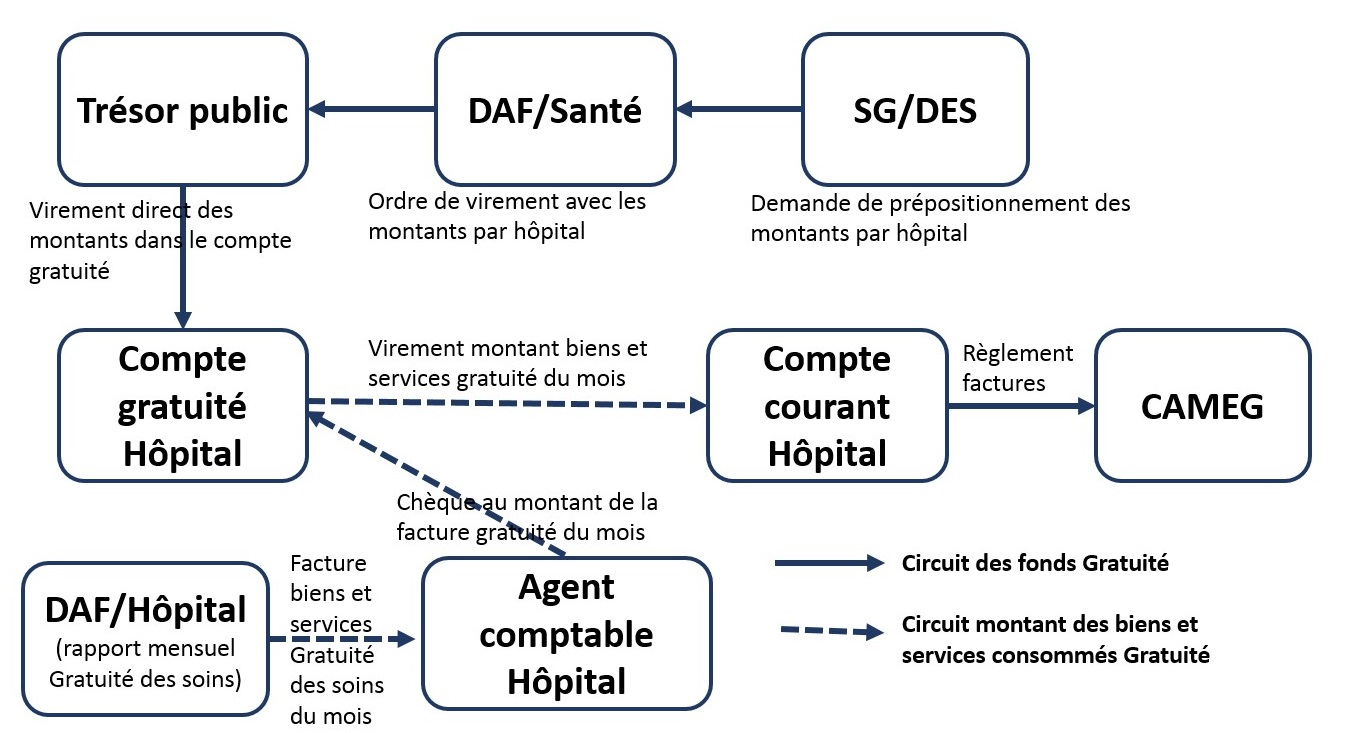 Trésor public
DAF/Santé
SG/DES
Virement direct des
montants dans le compte
gratuité
Ordre de virement avec les
montants par hôpital
Demande de prépositionnement des
montants par hôpital
Compte
gratuité
Hôpital
Virement montant biens et
services gratuité du mois
Compte
courant
Hôpital
Règlement
factures
CAMEG
Chèque au montant de la
facture gratuité du mois
DAF/Hôpital
(rapport mensuel
Gratuité des soins)
Facture
biens et
services
Gratuité
des soins
du mois
Agent
comptable
Hôpital
Circuit des fonds Gratuité
Circuit montant des biens et
services consommés Gratuité